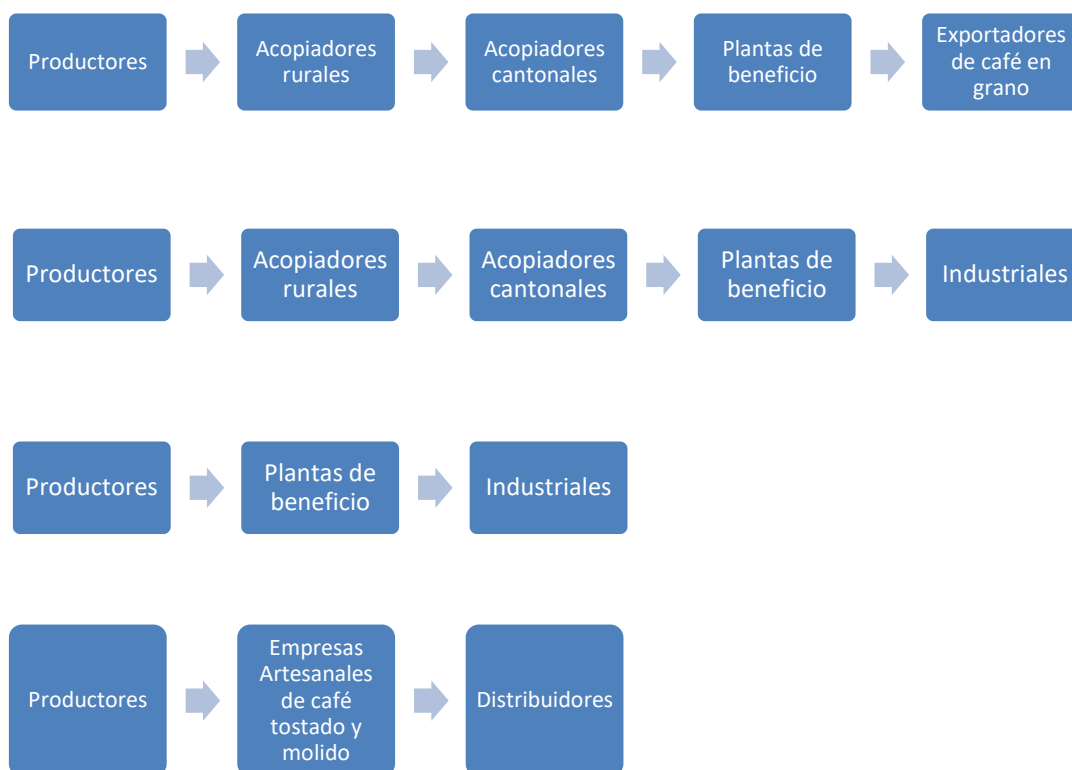 Productores
Acopiadores
rurales
Acopiadores
cantonales
Plantas de
beneficio
Exportadores
de café en
grano
Productores
Acopiadores
rurales
Acopiadores
cantonales
Plantas de
beneficio
Industriales
Productores
Plantas de
beneficio
Industriales
Productores
Empresas
Artesanales
de café
tostado y
molido
Distribuidores